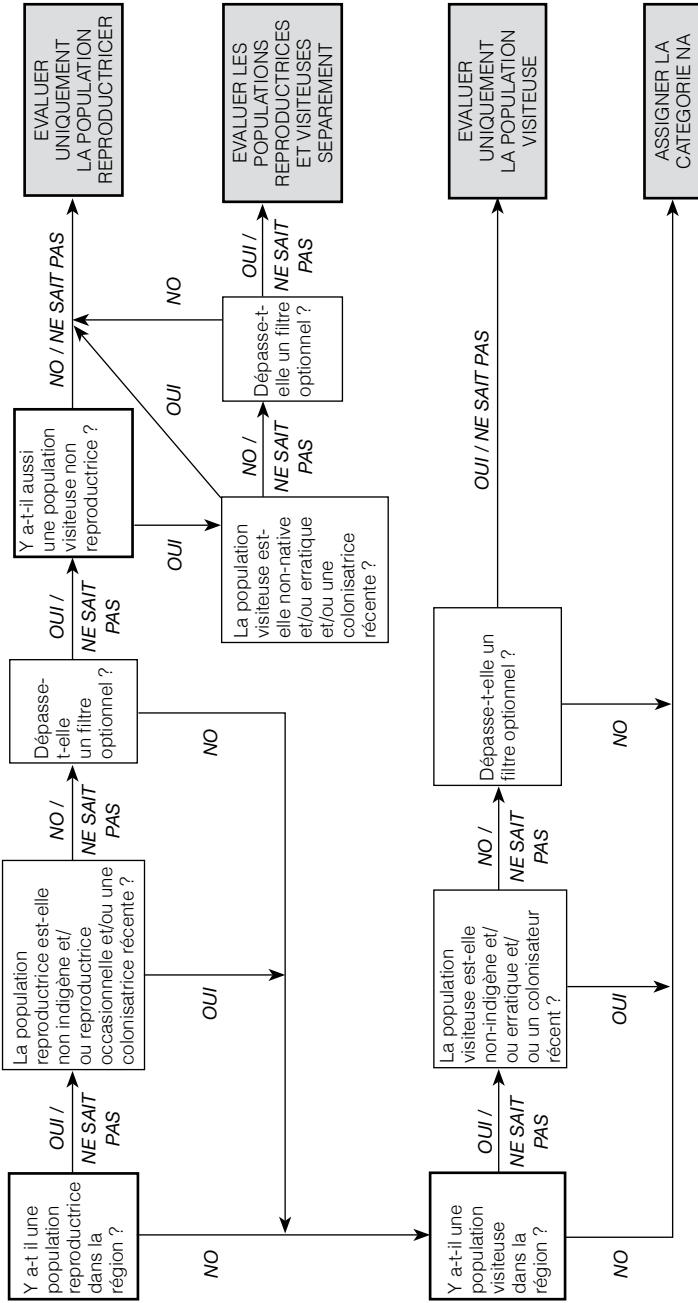 Y a-t il une
population
reproductrice
dans la
région ?
OUI /
NE SAIT
PAS
NO
La population
reproductrice est-elle
non indigène et/
ou reproductrice
occasionnelle et/ou une
colonisatrice récente ?
NO /
NE SAIT
PAS
OUI
Dépasse-
t-elle
un filtre
optionnel ?
OUI /
NE SAIT
PAS
NO
Y a-t-il aussi
une population
visiteuse non
reproductrice ?
NO / NE SAIT PAS
OUI
EVALUER
UNIQUEMENT
LA POPULATION
REPRODUCTRICER
La population
visiteuse est-
elle non-native
et/ou erratique
et/ou une
colonisatrice
récente ?
OUI
NO /
NE SAIT
PAS
Dépasse-t-
elle un filtre
optionnel ?
NO
OUI /
NE SAIT
PAS
EVALUER LES
POPULATIONS
REPRODUCTRICES
ET VISITEUSES
SEPAREMENT
Y a-t-il une
population
visiteuse
dans la
région ?
OUI /
NE SAIT
PAS
NO
La population
visiteuse est-elle
non-indigène et/
ou erratique et/
ou un colonisateur
récent ?
NO /
NE SAIT
PAS
OUI
Dépasse-t-elle un
filtre optionnel ?
OUI / NE SAIT PAS
NO
EVALUER
UNIQUEMENT
LA POPULATION
VISITEUSE
ASSIGNER LA
CATEGORIE NA